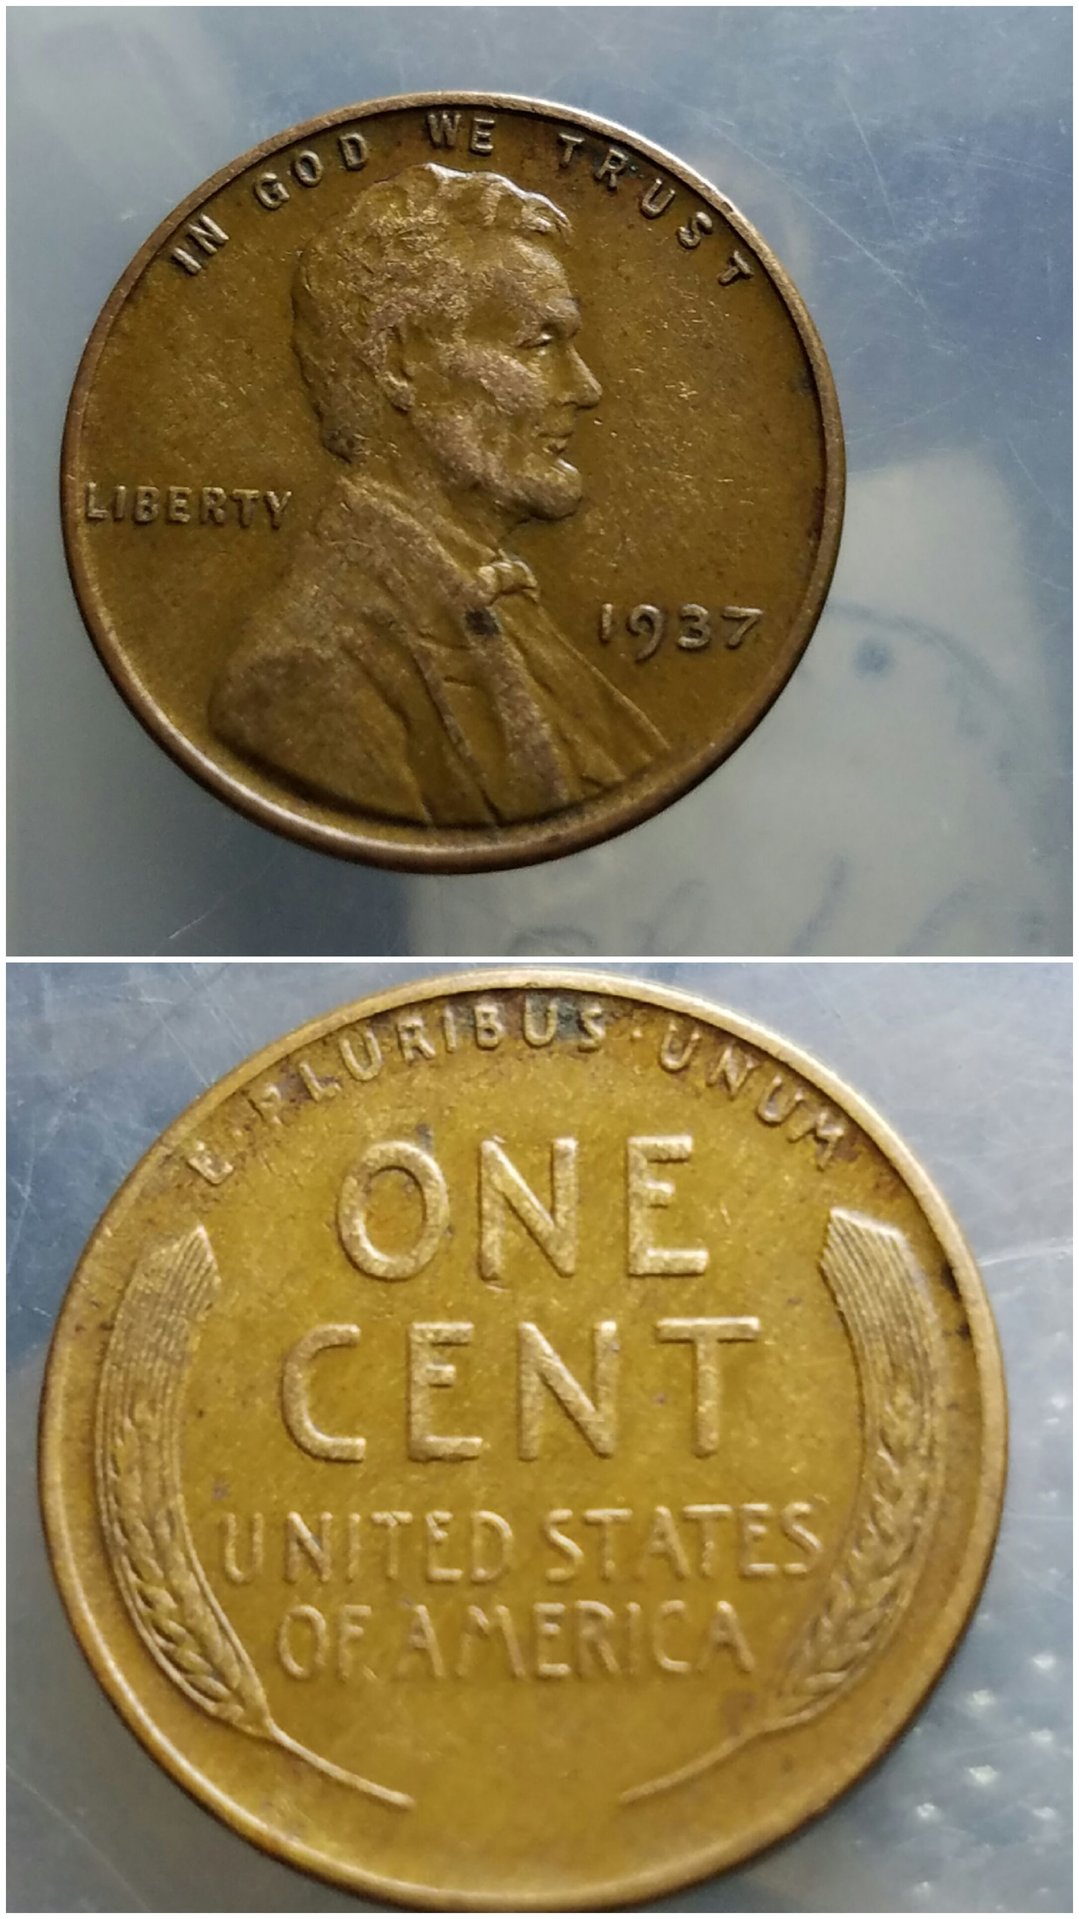 IN GOD WE TRUST
LIBERTY
1937
E·PLURIBUS·UNUM
ONE
CENT
UNITED STATES
OF AMERICA